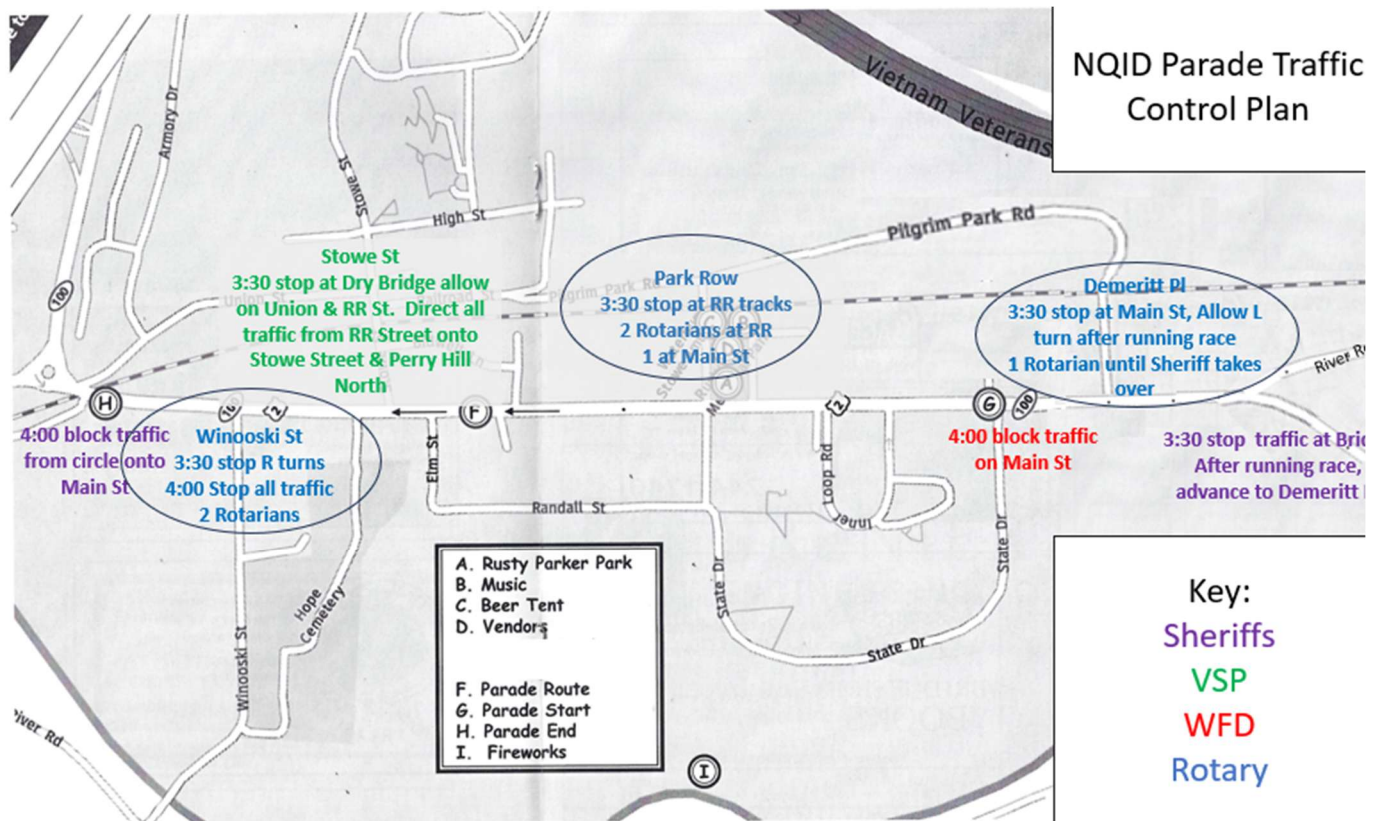 NQID Parade Traffic
Control Plan
Vietnam Veterans
Armory Dr
Stowe St
High St
Pilgrim Park Rd
100
Union St
Railroad St
Pilgrim Park Rd
Stowe St
3:30 stop at Dry Bridge allow
on Union & RR St. Direct all
traffic from RR Street onto
Stowe Street & Perry Hill
North
Park Row
3:30 stop at RR tracks
2 Rotarians at RR
1 at Main St
Demeritt Pl
3:30 stop at Main St, Allow L
turn after running race
1 Rotarian until Sheriff takes
over
River R
A
H
2
F
2
G
100
4:00 block traffic
from circle onto
Main St
Winooski St
3:30 stop R turns
4:00 Stop all traffic
2 Rotarians
Elm St
Randall St
Inner Loop Rd
4:00 block traffic
on Main St
3:30 stop traffic at Bri
After running race,
advance to Demeritt
State Dr
State Dr
State Dr
Hope
Cemetery
Winooski St
iver Rd
A. Rusty Parker Park
B. Music
C. Beer Tent
D. Vendors
F. Parade Route
G. Parade Start
H. Parade End
I. Fireworks
I
Key:
Sheriffs
VSP
WFD
Rotary